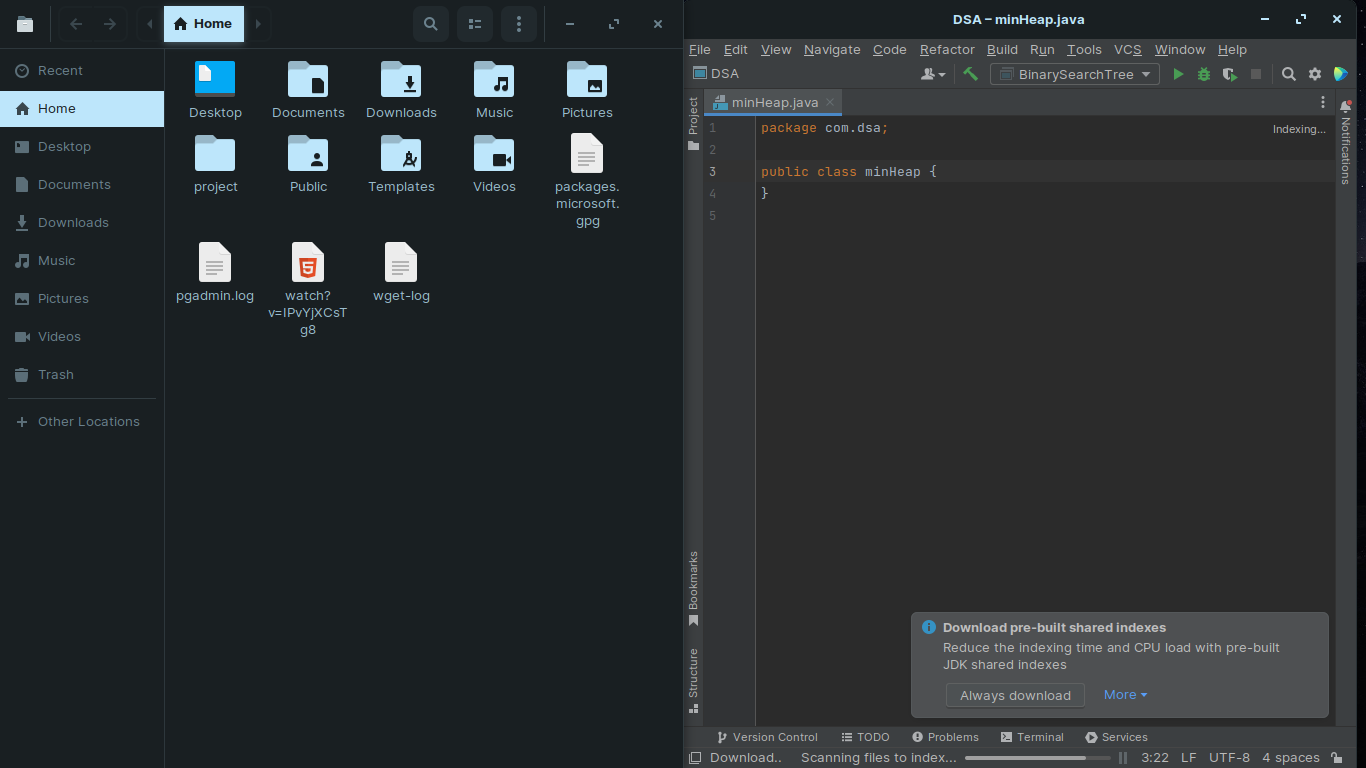 Home
Recent
Home
Desktop
Documents
Downloads
Music
Pictures
Videos
Trash
Other Locations
Desktop
Documents
Downloads
Music
Pictures
project
Public
Templates
Videos
packages.
microsoft.
gpg
pgadmin.log
watch?
v=IPvYjXCsT
g8
wget-log
DSA – minHeap.java
File Edit View Navigate Code Refactor Build Run Tools VCS Window Help
DSA
BinarySearchTree
Project
minHeap.java
Notifications
Indexing...
1 package com.dsa;
2
3 public class minHeap {
4 }
5
Bookmarks
Structure
Download pre-built shared indexes
Reduce the indexing time and CPU load with pre-built
JDK shared indexes
Always download More
Version Control TODO Problems Terminal Services
Download.. Scanning files to index... 3:22 LF UTF-8 4 spaces